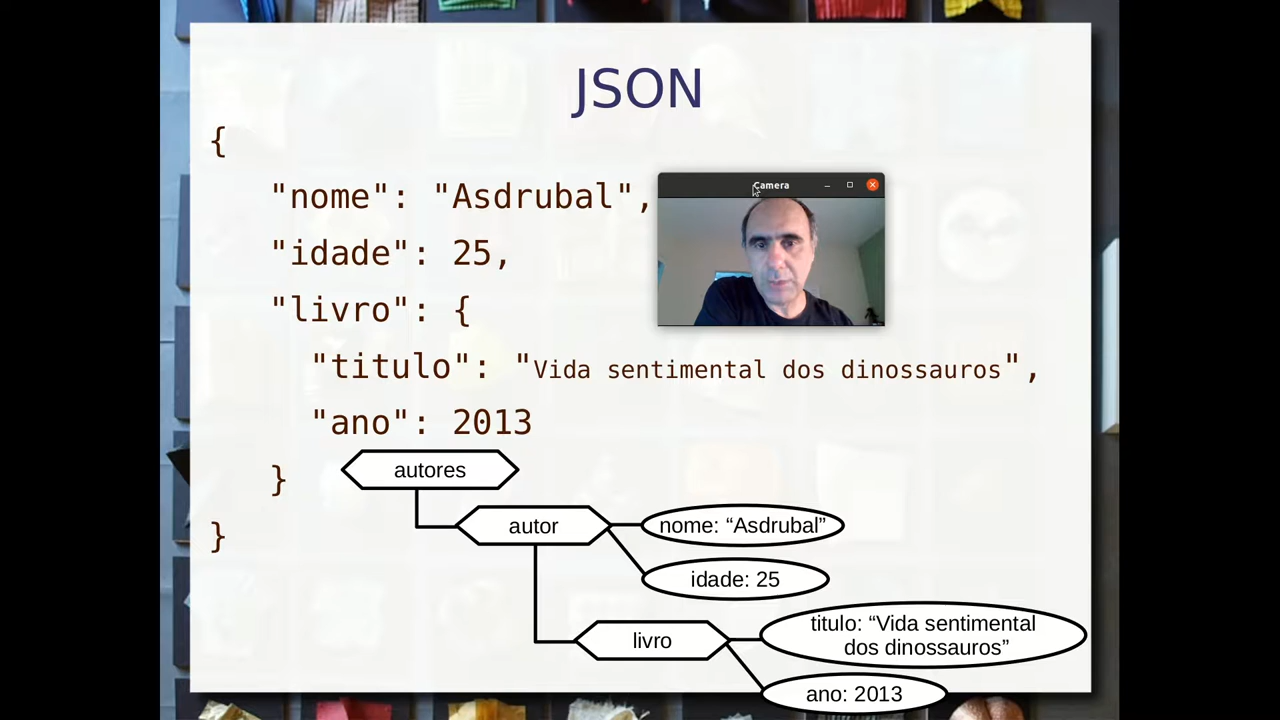 JSON
{
"nome": "Asdrubal",
Camera
"idade": 25,
"livro": {
"titulo": "Vida sentimental dos dinossauros",
"ano": 2013
}
}
autores
autor
nome: “Asdrubal”
idade: 25
livro
titulo: “Vida sentimental
dos dinossauros”
ano: 2013